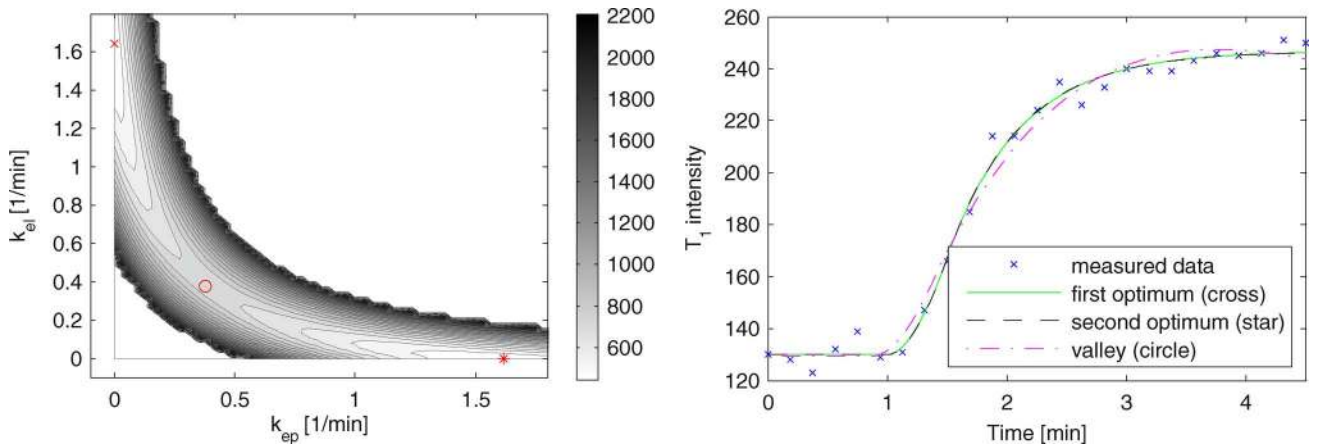 1.6
1.4
1.2
1
0.8
0.6
0.4
0.2
0
k_el [1/min]
0 0.5 1 1.5
k_ep [1/min]
2200
2000
1800
1600
1400
1200
1000
800
600
260
240
220
200
180
160
140
120
T_1 intensity
measured data
first optimum (cross)
second optimum (star)
valley (circle)
0 1 2 3 4
Time [min]